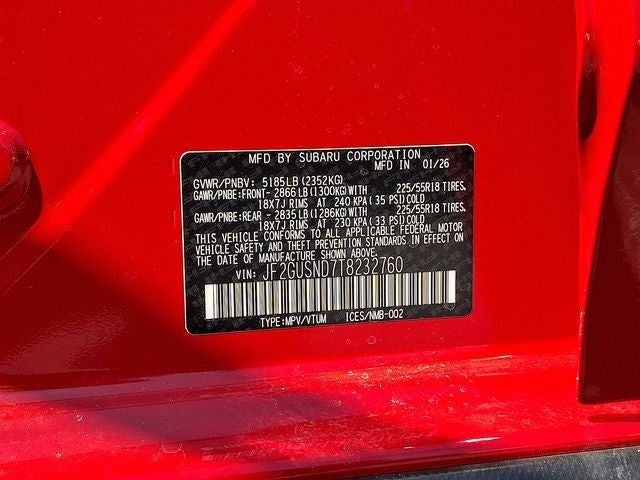 MFD BY SUBARU CORPORATION
MFD IN 01/26
GVWR/PNBV: 5185LB(2352KG)
GAWR/PNBE:FRONT- 2866LB(1300KG)WITH 225/55R18 TIRES,
18X7J RIMS AT 240 KPA(35 PSI)COLD
GAWR/PNBE:REAR - 2835LB(1286KG)WITH 225/55R18 TIRES,
18X7J RIMS AT 230 KPA(33 PSI)COLD
THIS VEHICLE CONFORMS TO ALL APPLICABLE FEDERAL MOTOR
VEHICLE SAFETY AND THEFT PREVENTION STANDARDS IN EFFECT ON
THE DATE OF MANUFACTURE SHOWN ABOVE.
VIN: JF2GUSND7T8232760
TYPE:MPV/VTUM ICES/NMB-002